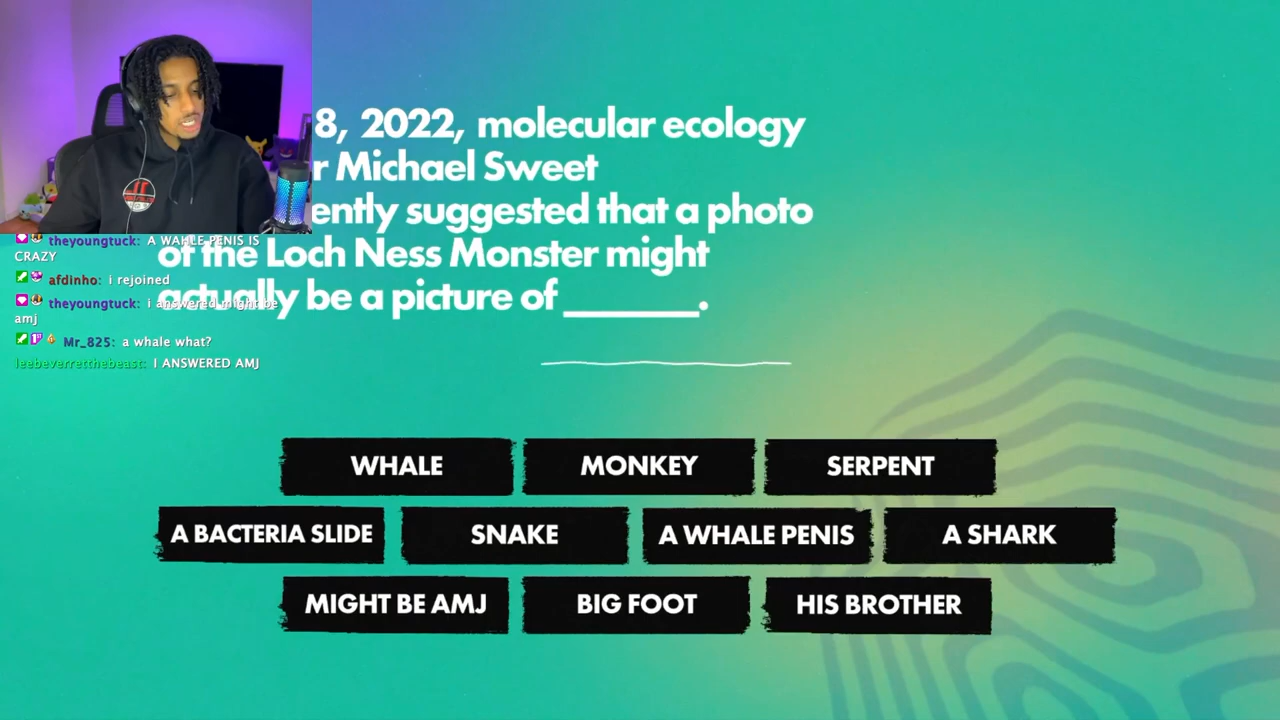 8, 2022, molecular ecology
r Michael Sweet
ently suggested that a photo
of the Loch Ness Monster might
actually be a picture of _______.
theyoungtuck: A WAHLE PENIS IS
CRAZY
afdinho: i rejoined
theyoungtuck: i answered might be
amj
Mr_825: a whale what?
leebeverretthebeast: I ANSWERED AMJ
WHALE
MONKEY
SERPENT
A BACTERIA SLIDE
SNAKE
A WHALE PENIS
A SHARK
MIGHT BE AMJ
BIG FOOT
HIS BROTHER